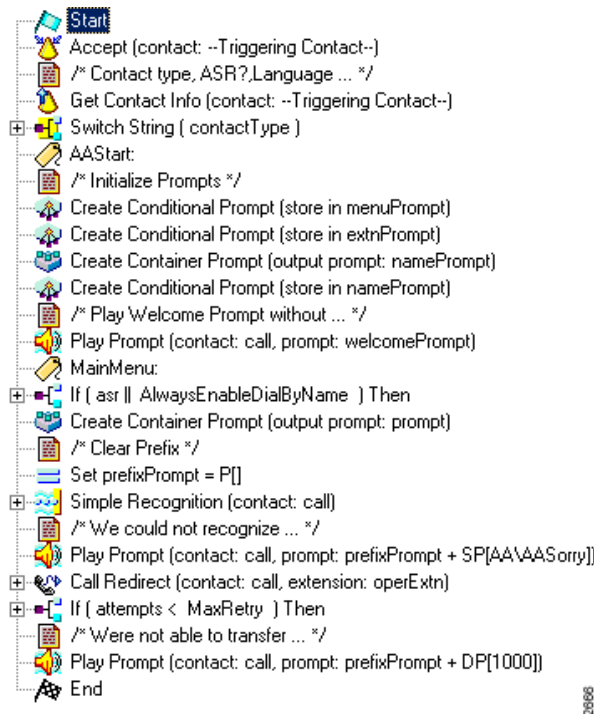 Start
Accept (contact: --Triggering Contact--)
/* Contact type, ASR?,Language ... */
Get Contact Info (contact: --Triggering Contact--)
Switch String ( contactType )
AAStart:
/* Initialize Prompts */
Create Conditional Prompt (store in menuPrompt)
Create Conditional Prompt (store in extnPrompt)
Create Container Prompt (output prompt: namePrompt)
Create Conditional Prompt (store in namePrompt)
/* Play Welcome Prompt without ... */
Play Prompt (contact: call, prompt: welcomePrompt)
MainMenu:
If ( asr || AlwaysEnableDialByName ) Then
Create Container Prompt (output prompt: prompt)
/* Clear Prefix */
Set prefixPrompt = P[]
Simple Recognition (contact: call)
/* We could not recognize ... */
Play Prompt (contact: call, prompt: prefixPrompt + SP[AA\AASorry])
Call Redirect (contact: call, extension: operExtn)
If ( attempts < MaxRetry ) Then
/* Were not able to transfer ... */
Play Prompt (contact: call, prompt: prefixPrompt + DP[1000])
End